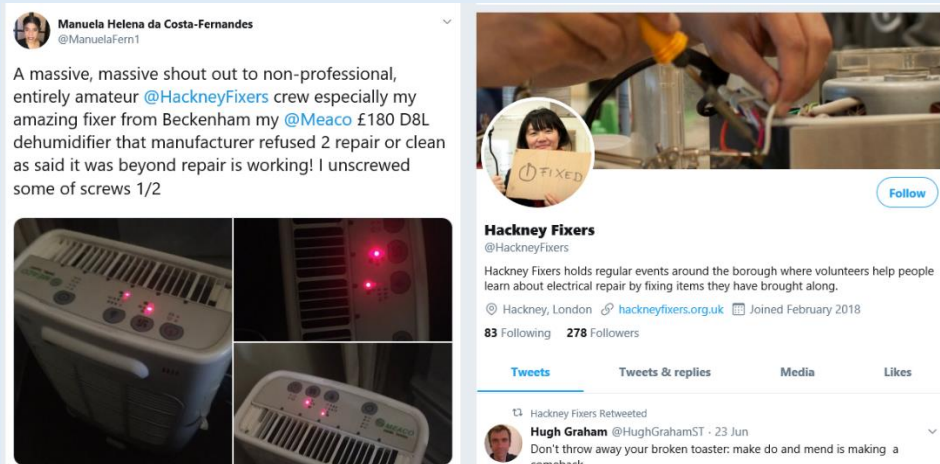 Manuela Helena da Costa-Fernandes
@ManuelaFern1
A massive, massive shout out to non-professional,
entirely amateur @HackneyFixers crew especially my
amazing fixer from Beckenham my @Meaco £180 D8L
dehumidifier that manufacturer refused 2 repair or clean
as said it was beyond repair is working! I unscrewed
some of screws 1/2
MEACO
MEACO
FIXED
Follow
Hackney Fixers
@HackneyFixers
Hackney Fixers holds regular events around the borough where volunteers help people
learn about electrical repair by fixing items they have brought along.
Hackney, London hackneyfixers.org.uk Joined February 2018
83 Following 278 Followers
Tweets Tweets & replies Media Likes
Hackney Fixers Retweeted
Hugh Graham @HughGrahamST · 23 Jun
Don't throw away your broken toaster: make do and mend is making a
comeback